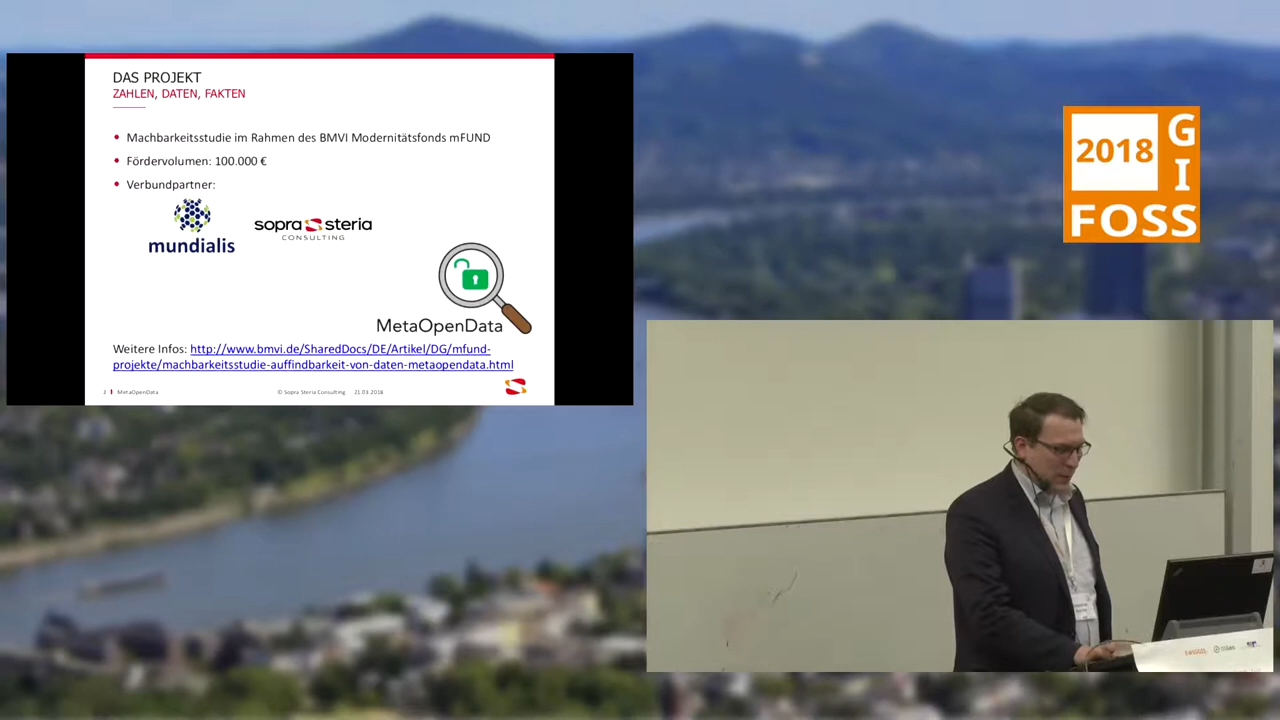 DAS PROJEKT
ZAHLEN, DATEN, FAKTEN
• Machbarkeitsstudie im Rahmen des BMVI Modernitätsfonds mFUND
• Fördervolumen: 100.000 €
• Verbundpartner:
mundialis
sopra steria
CONSULTING
MetaOpenData
Weitere Infos: http://www.bmvi.de/SharedDocs/DE/Artikel/DG/mfund-
projekte/machbarkeitsstudie-auffindbarkeit-von-daten-metaopendata.html
3 MetaOpenData © Sopra Steria Consulting 21.03.2018
2018
GI
FOSS